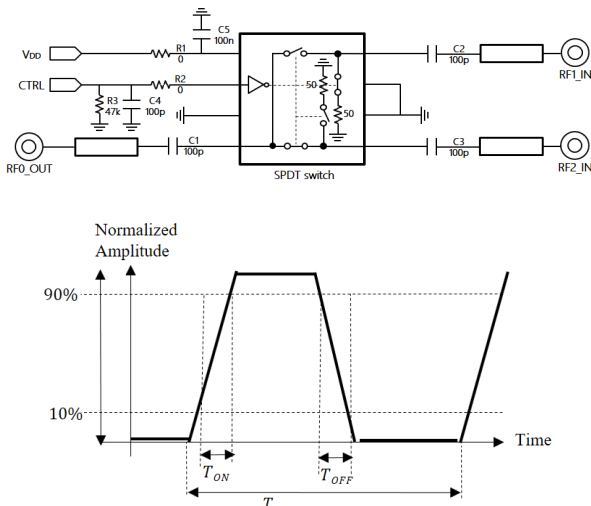 C5
100n
VDD
R1
0
CTRL
R2
0
R3
47k
C4
100p
50
50
C2
100p
RF1_IN
C1
100p
C3
100p
RF0_OUT
RF2_IN
SPDT switch
Normalized
Amplitude
90%
10%
Time
TON
TOFF
T